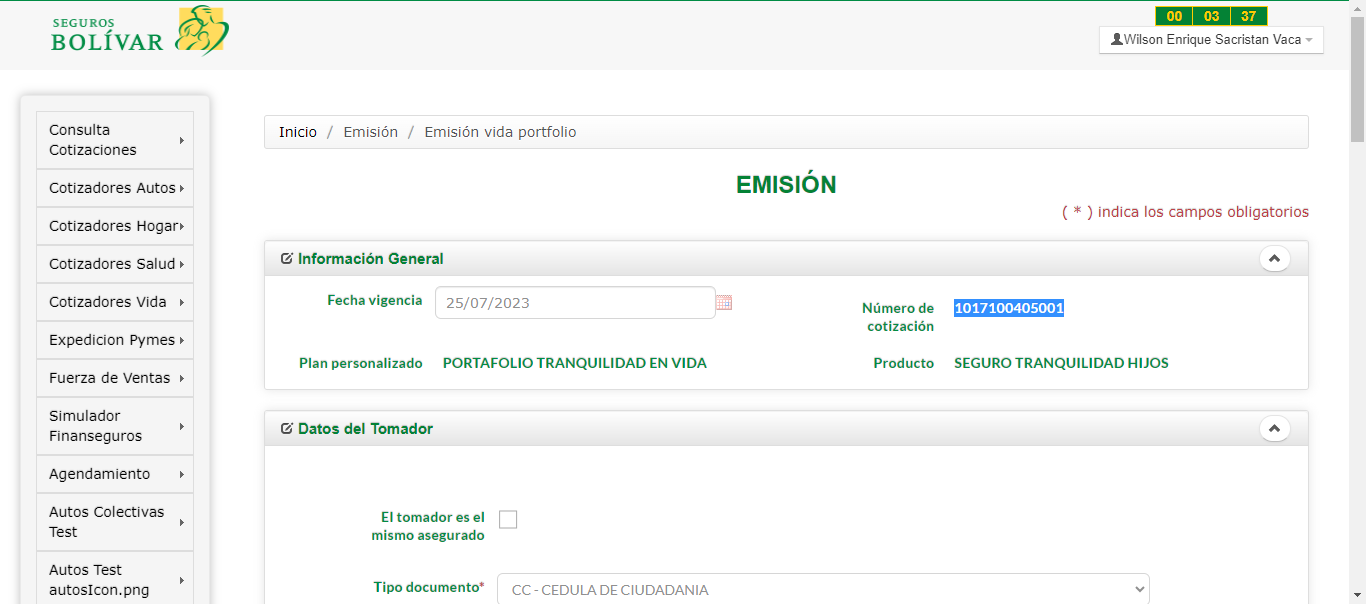 SEGUROS
BOLÍVAR
00 03 37
Wilson Enrique Sacristan Vaca
Consulta
Cotizaciones
Cotizadores Autos
Cotizadores Hogar
Cotizadores Salud
Cotizadores Vida
Expedicion Pymes
Fuerza de Ventas
Simulador
Finanseguros
Agendamiento
Autos Colectivas
Test
Autos Test
autosIcon.png
Inicio / Emisión / Emisión vida portfolio
EMISIÓN
( * ) indica los campos obligatorios
Información General
Fecha vigencia 25/07/2023
Número de
cotización
1017100405001
Plan personalizado PORTAFOLIO TRANQUILIDAD EN VIDA
Producto SEGURO TRANQUILIDAD HIJOS
Datos del Tomador
El tomador es el
mismo asegurado
Tipo documento* CC - CEDULA DE CIUDADANIA